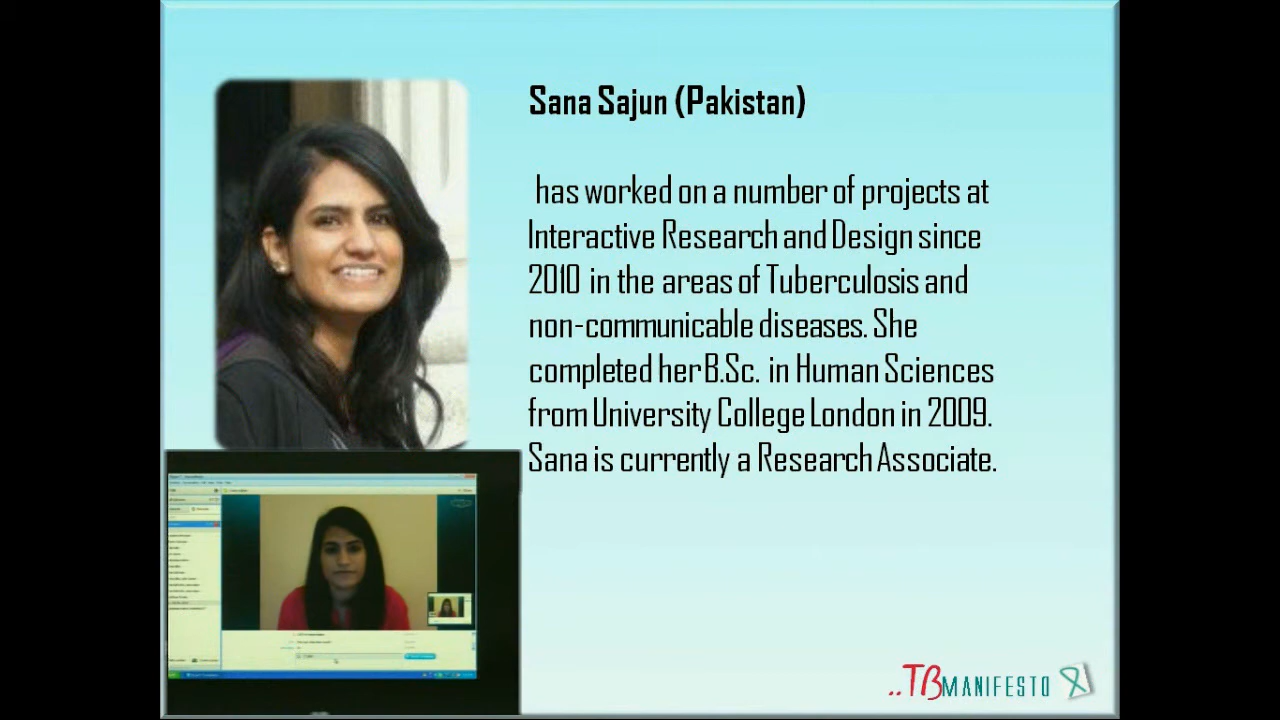 Sana Sajun (Pakistan)
has worked on a number of projects at
Interactive Research and Design since
2010 in the areas of Tuberculosis and
non-communicable diseases. She
completed her B.Sc. in Human Sciences
from University College London in 2009.
Sana is currently a Research Associate.
..TB MANIFESTO